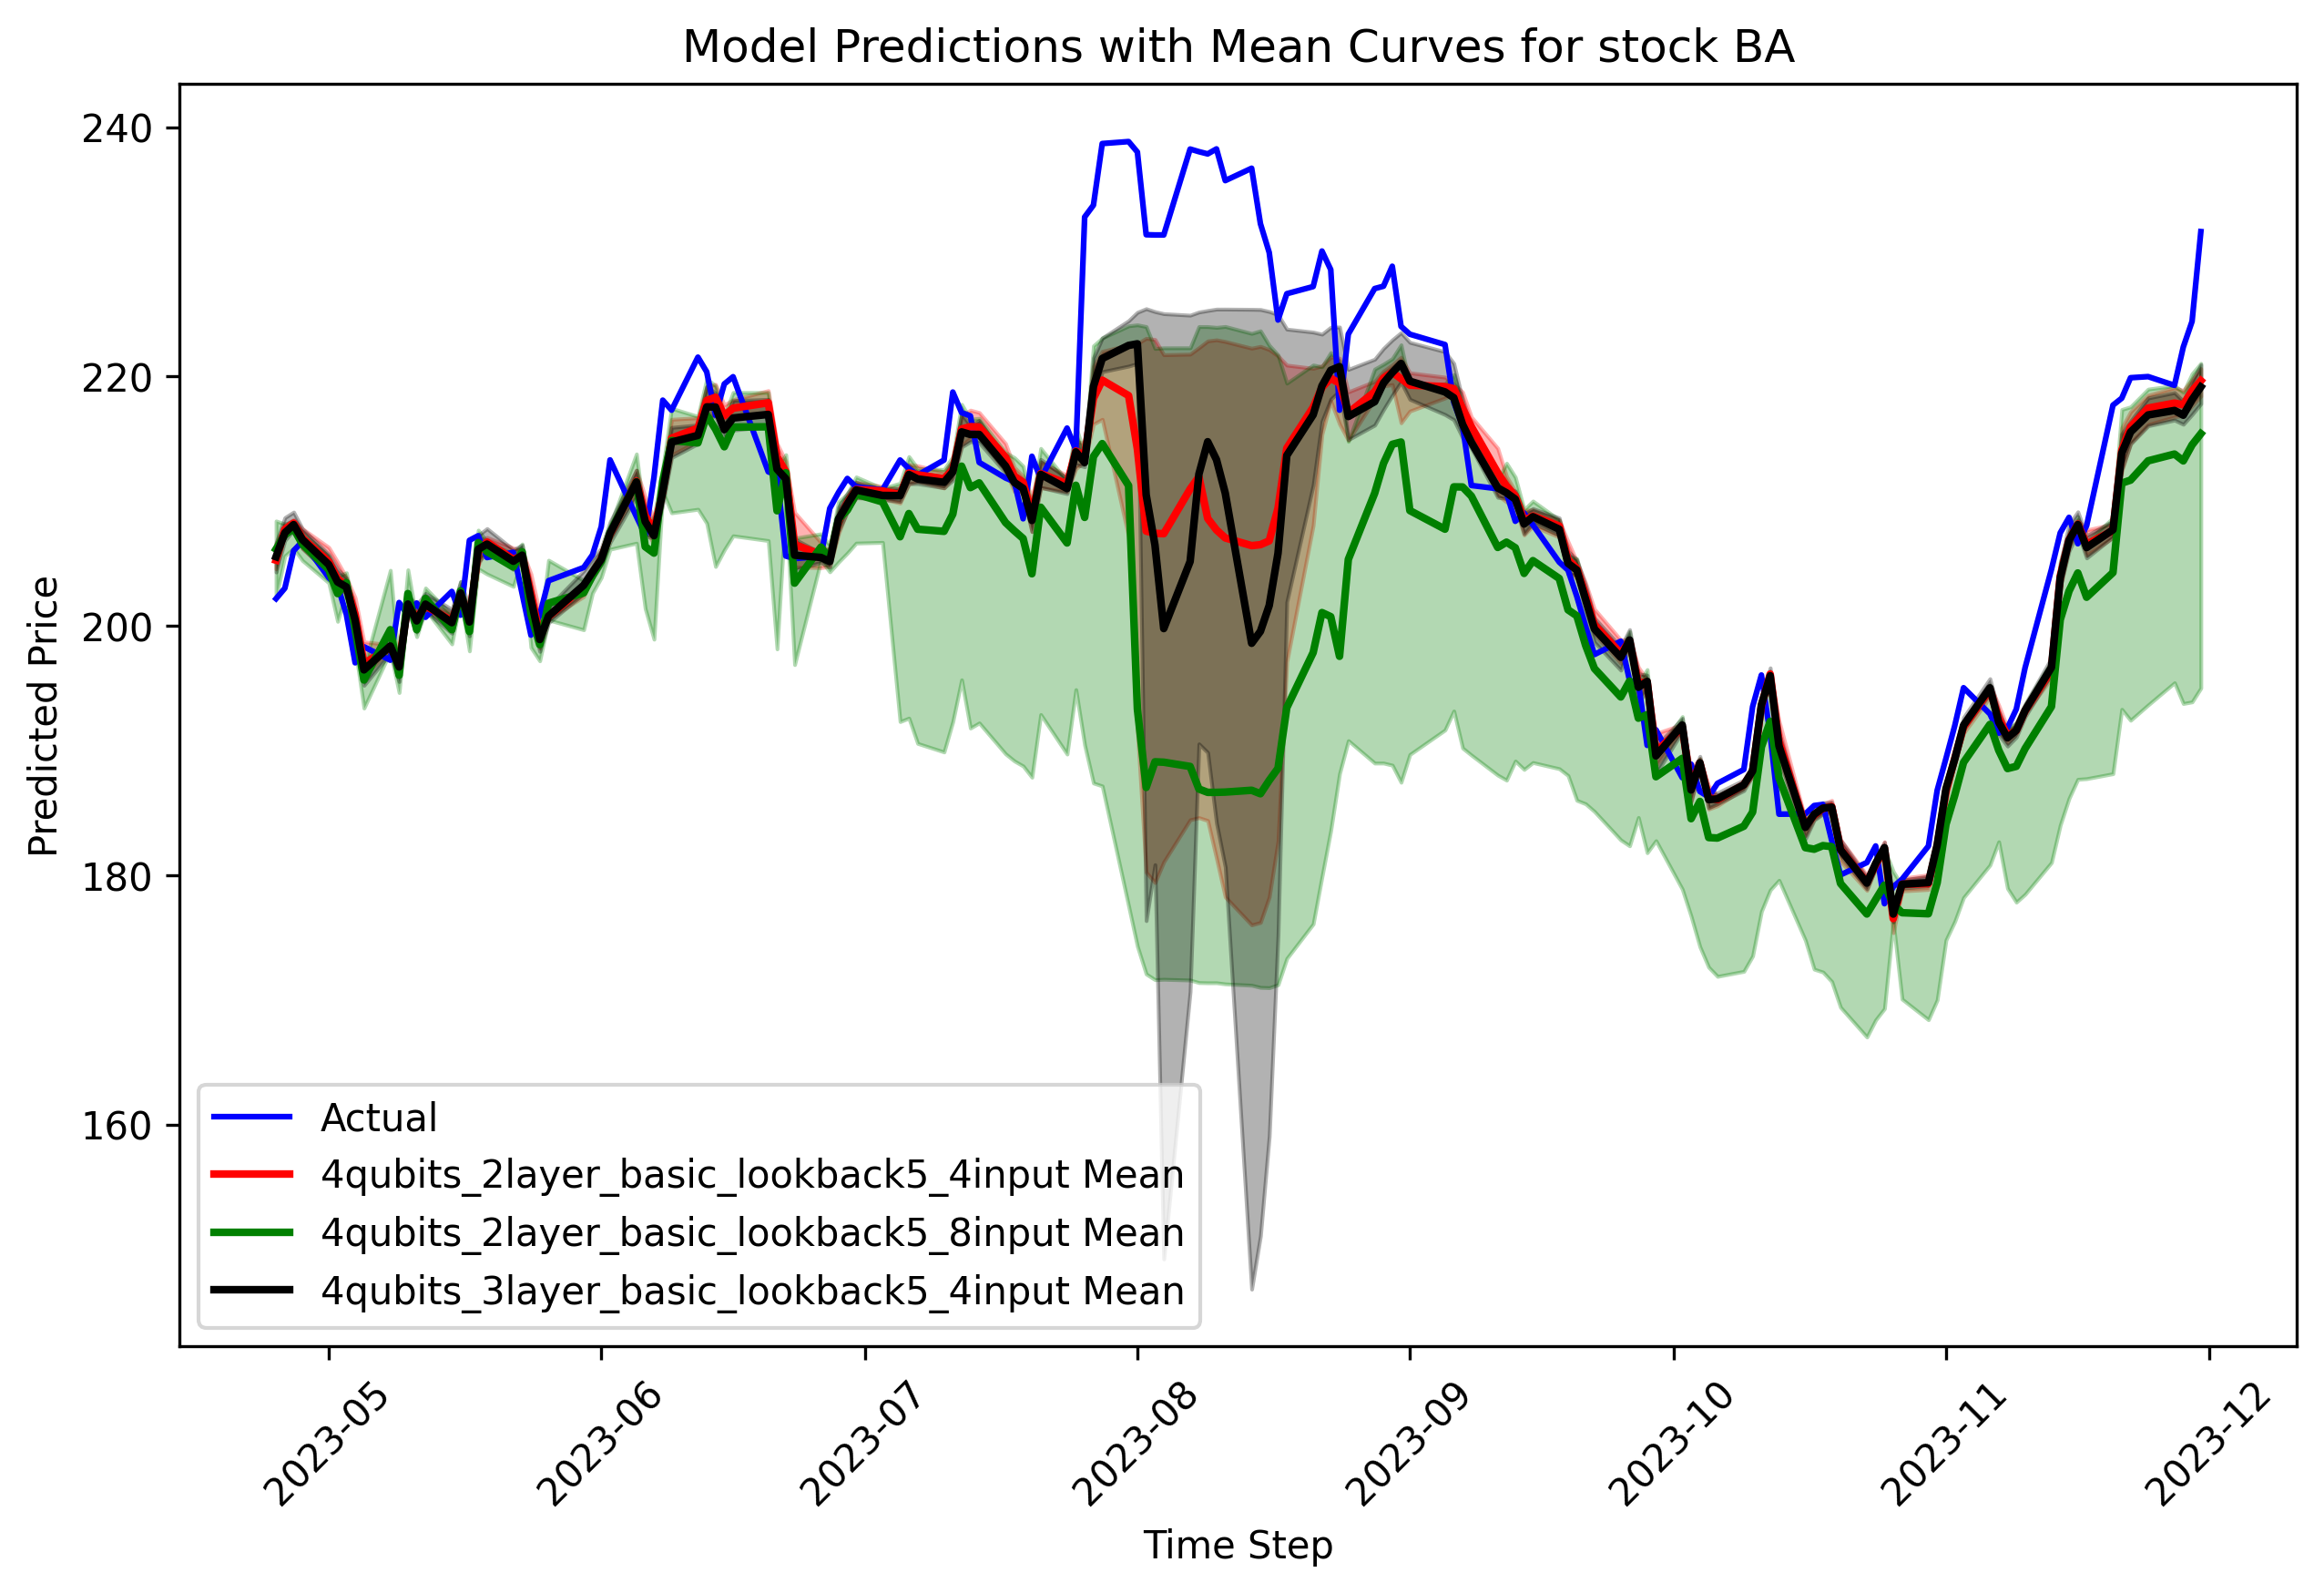 Model Predictions with Mean Curves for stock BA
240
220
200
180
160
Predicted Price
Actual
4qubits_2layer_basic_lookback5_4input Mean
4qubits_2layer_basic_lookback5_8input Mean
4qubits_3layer_basic_lookback5_4input Mean
2023-05
2023-06
2023-07
2023-08
2023-09
2023-10
2023-11
2023-12
Time Step